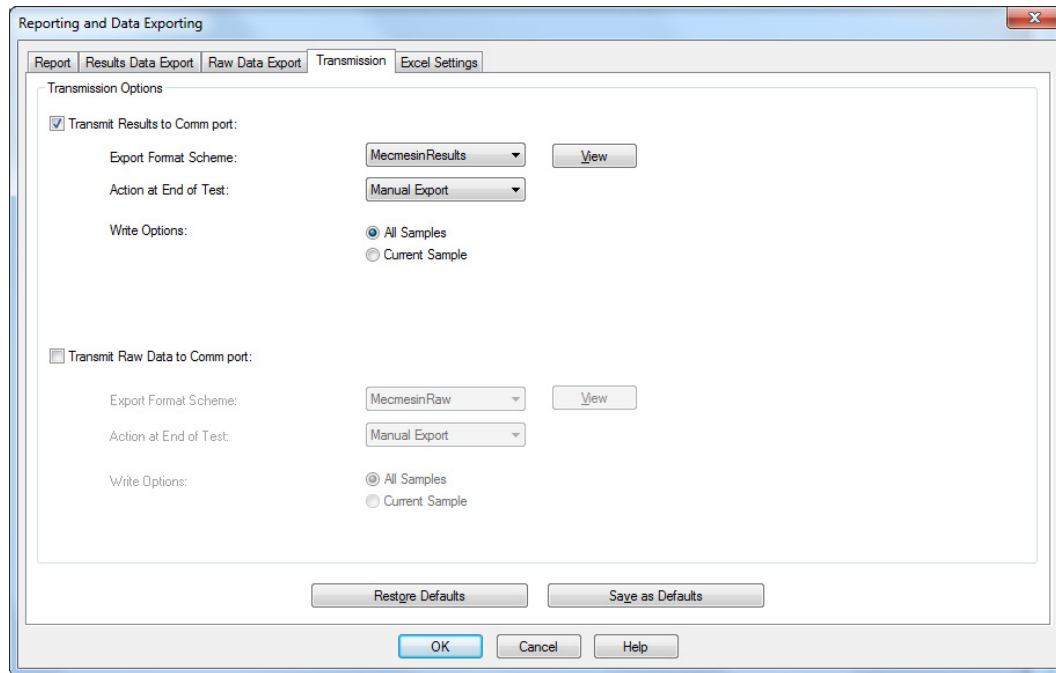 Reporting and Data Exporting
Report Results Data Export Raw Data Export Transmission Excel Settings
Transmission Options
Transmit Results to Comm port:
Export Format Scheme: MecmesinResults View
Action at End of Test: Manual Export
Write Options: All Samples
Current Sample
Transmit Raw Data to Comm port:
Export Format Scheme: MecmesinRaw View
Action at End of Test: Manual Export
Write Options: All Samples
Current Sample
Restore Defaults Save as Defaults
OK Cancel Help